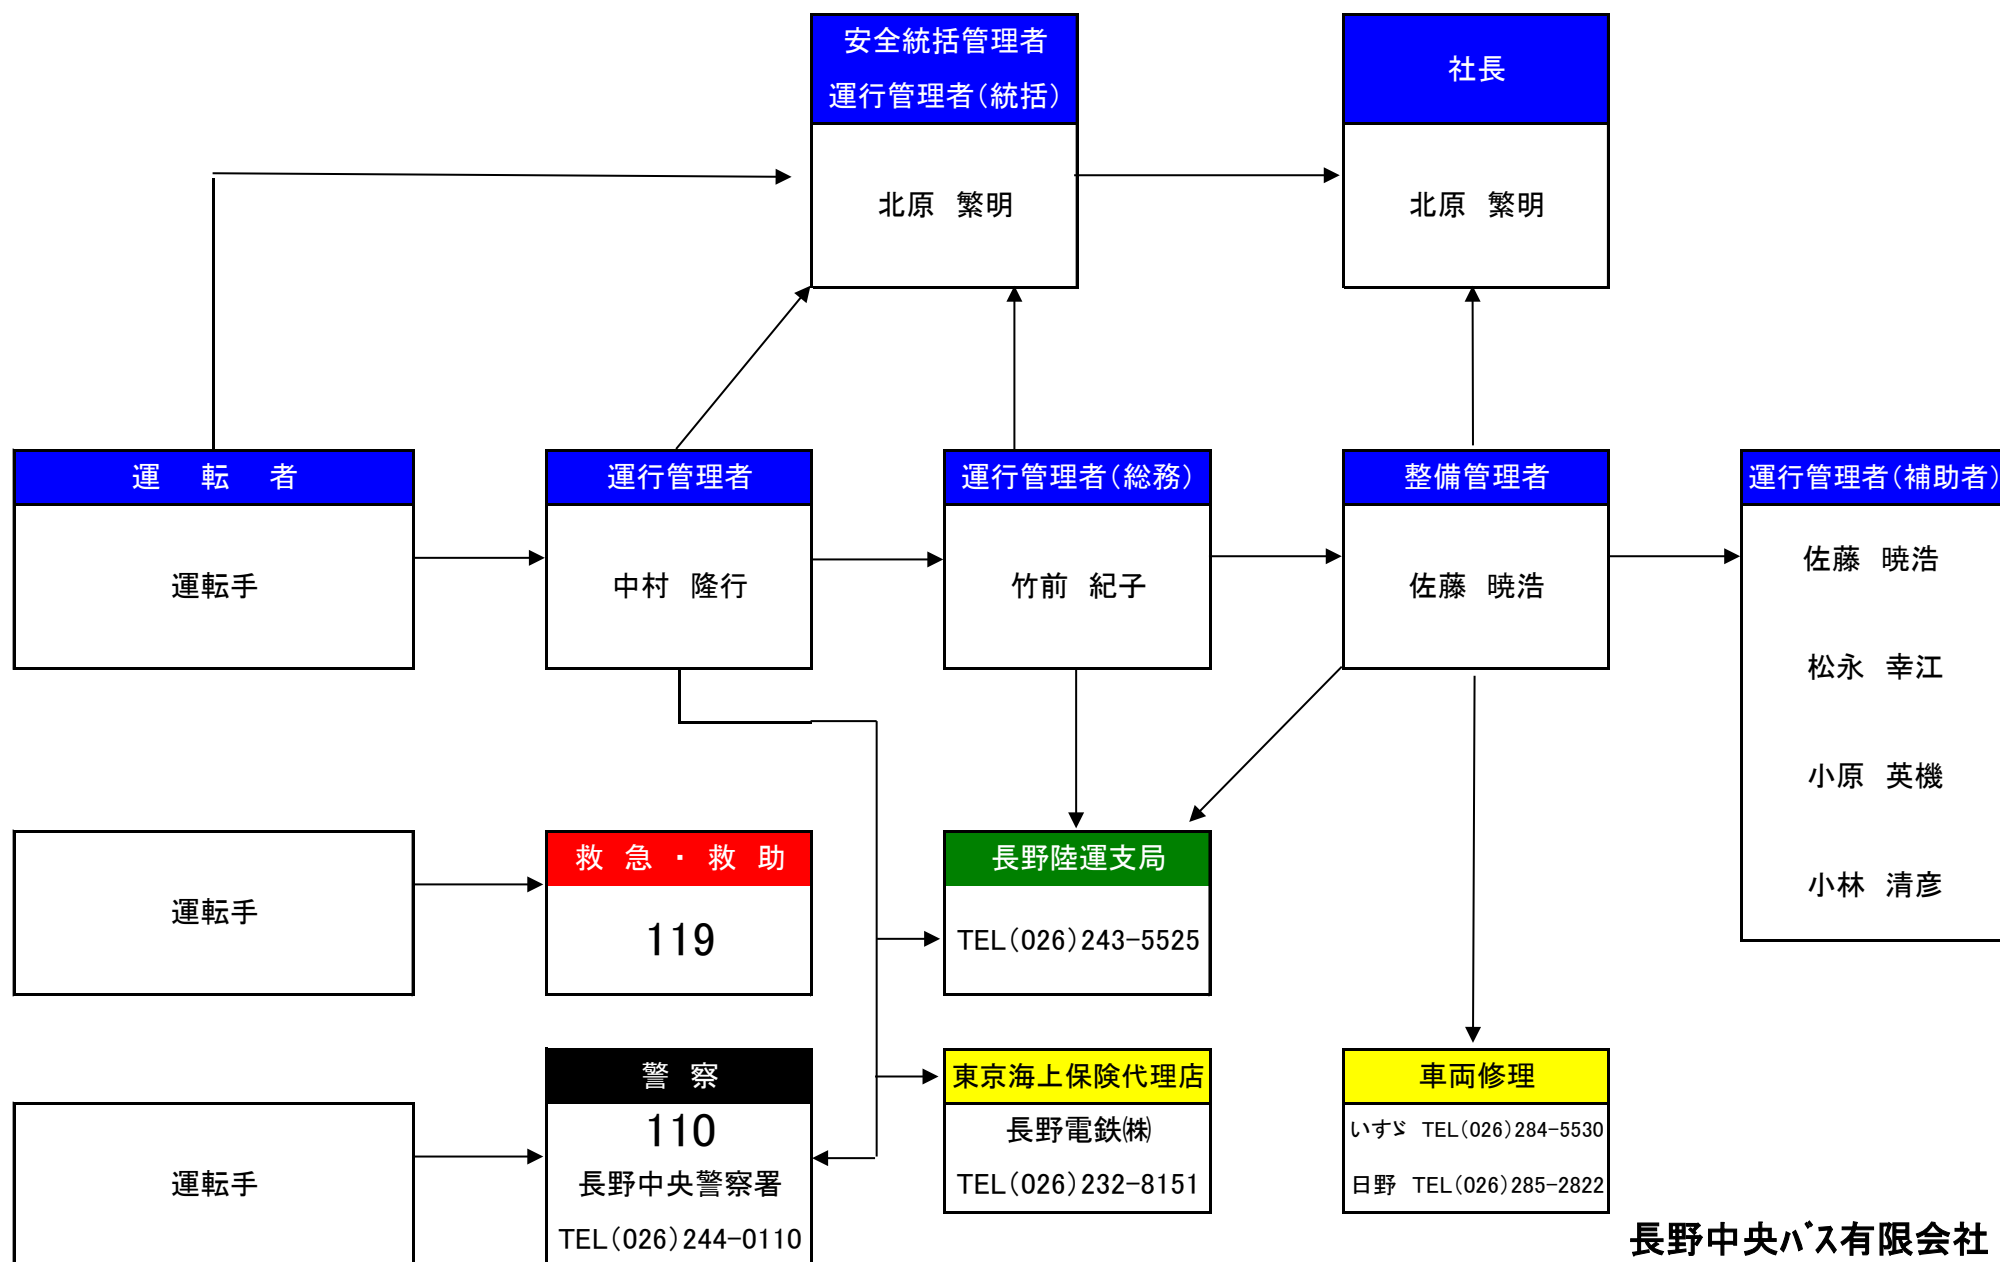 安全統括管理者
運行管理者(統括)
北原　繁明
社長
北原　繁明
運　転　者
運転手
運行管理者
中村　隆行
運行管理者(総務)
竹前　紀子
整備管理者
佐藤　暁浩
運行管理者(補助者)
佐藤　暁浩
松永　幸江
小原　英機
小林　清彦
運転手
救　急　・　救　助
119
長野陸運支局
TEL(026)243-5525
運転手
警　察
110
長野中央警察署
TEL(026)244-0110
東京海上保険代理店
長野電鉄㈱
TEL(026)232-8151
車両修理
いすゞ　TEL(026)284-5530
日野　TEL(026)285-2822
長野中央ﾊﾞｽ有限会社